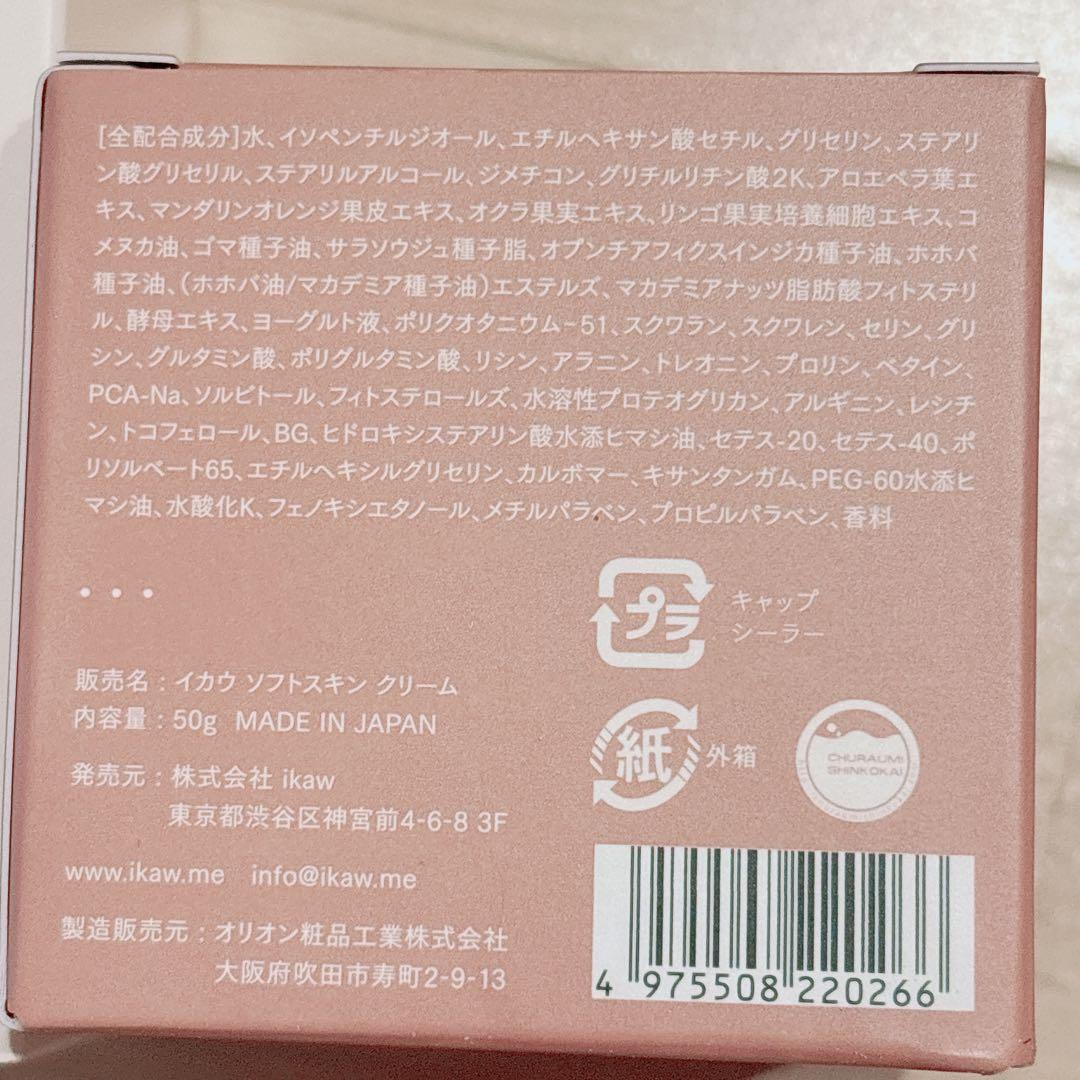 [全配合成分]水、イソペンチルジオール、エチルヘキサン酸セチル、グリセリン、ステアリ
ン酸グリセリル、ステアリルアルコール、ジメチコン、グリチルリチン酸2K、アロエベラ葉エ
キス、マンダリンオレンジ果皮エキス、オクラ果実エキス、リンゴ果実培養細胞エキス、コ
メヌカ油、ゴマ種子油、サラソウジュ種子脂、オプンチアフィクスインジカ種子油、ホホバ
種子油、(ホホバ油/マカデミア種子油)エステルズ、マカデミアナッツ脂肪酸フィトステリ
ル、酵母エキス、ヨーグルト液、ポリクオタニウム-51、スクワラン、スクワレン、セリン、グリ
シン、グルタミン酸、ポリグルタミン酸、リシン、アラニン、トレオニン、プロリン、ベタイン、
PCA-Na、ソルビトール、フィトステロールズ、水溶性プロテオグリカン、アルギニン、レシチ
ン、トコフェロール、BG、ヒドロキシステアリン酸水添ヒマシ油、セテス-20、セテス-40、ポ
リソルベート65、エチルヘキシルグリセリン、カルボマー、キサンタンガム、PEG-60水添ヒ
マシ油、水酸化K、フェノキシエタノール、メチルパラベン、プロピルパラベン、香料
• • •
プラ
キャップ
シーラー
販売名：イカウ ソフトスキン クリーム
内容量：50g MADE IN JAPAN
紙
外箱
CHURAUMI
SHINKOKAI
発売元：株式会社 ikaw
東京都渋谷区神宮前4-6-8 3F
www.ikaw.me info@ikaw.me
製造販売元：オリオン粧品工業株式会社
大阪府吹田市寿町2-9-13
4 975508 220266